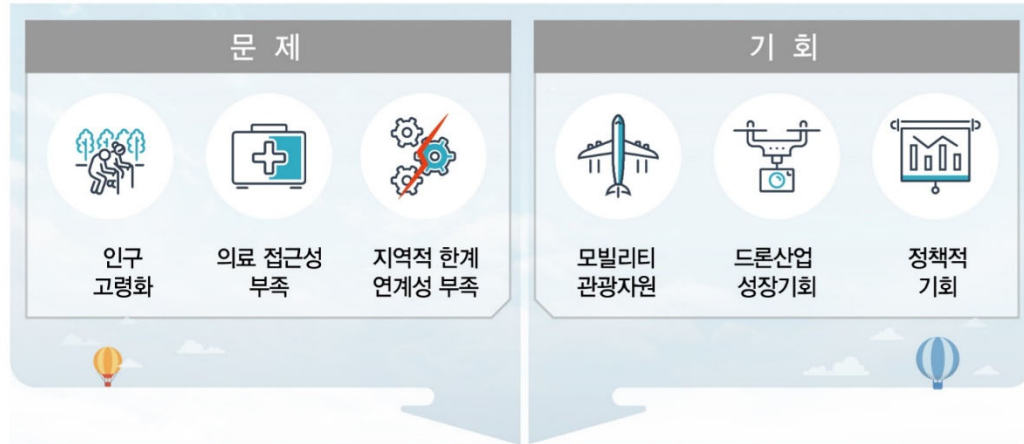 문 제
인구
고령화
의료 접근성
부족
지역적 한계
연계성 부족
기 회
모빌리티
관광자원
드론산업
성장기회
정책적
기회